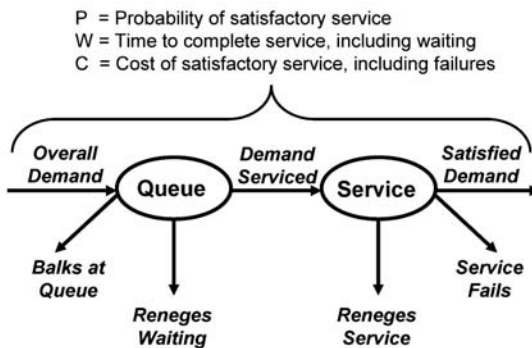 P = Probability of satisfactory service
W = Time to complete service, including waiting
C = Cost of satisfactory service, including failures
Overall
Demand
Queue
Demand
Serviced
Service
Satisfied
Demand
Balks at
Queue
Reneges
Waiting
Reneges
Service
Service
Fails